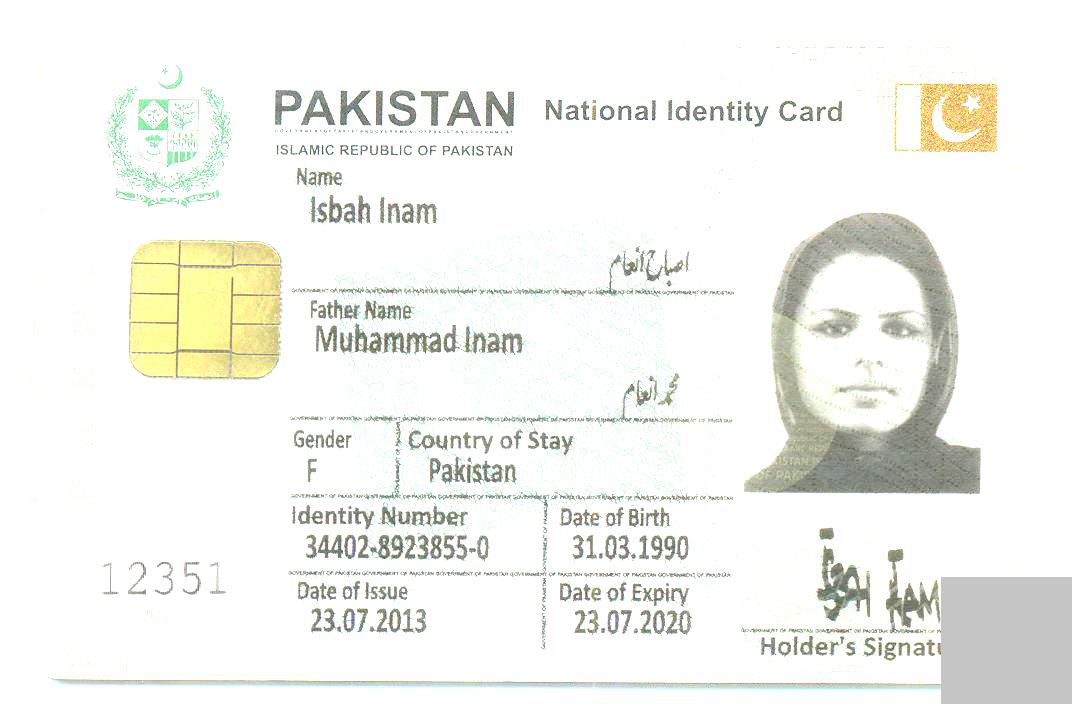 PAKISTAN National Identity Card
ISLAMIC REPUBLIC OF PAKISTAN
Name
Isbah Inam
اصباح انعام
Father Name
Muhammad Inam
محمد انعام
Gender Country of Stay
F Pakistan
Identity Number Date of Birth
34402-8923855-0 31.03.1990
12351
Date of Issue Date of Expiry
23.07.2013 23.07.2020
Holder's Signatu